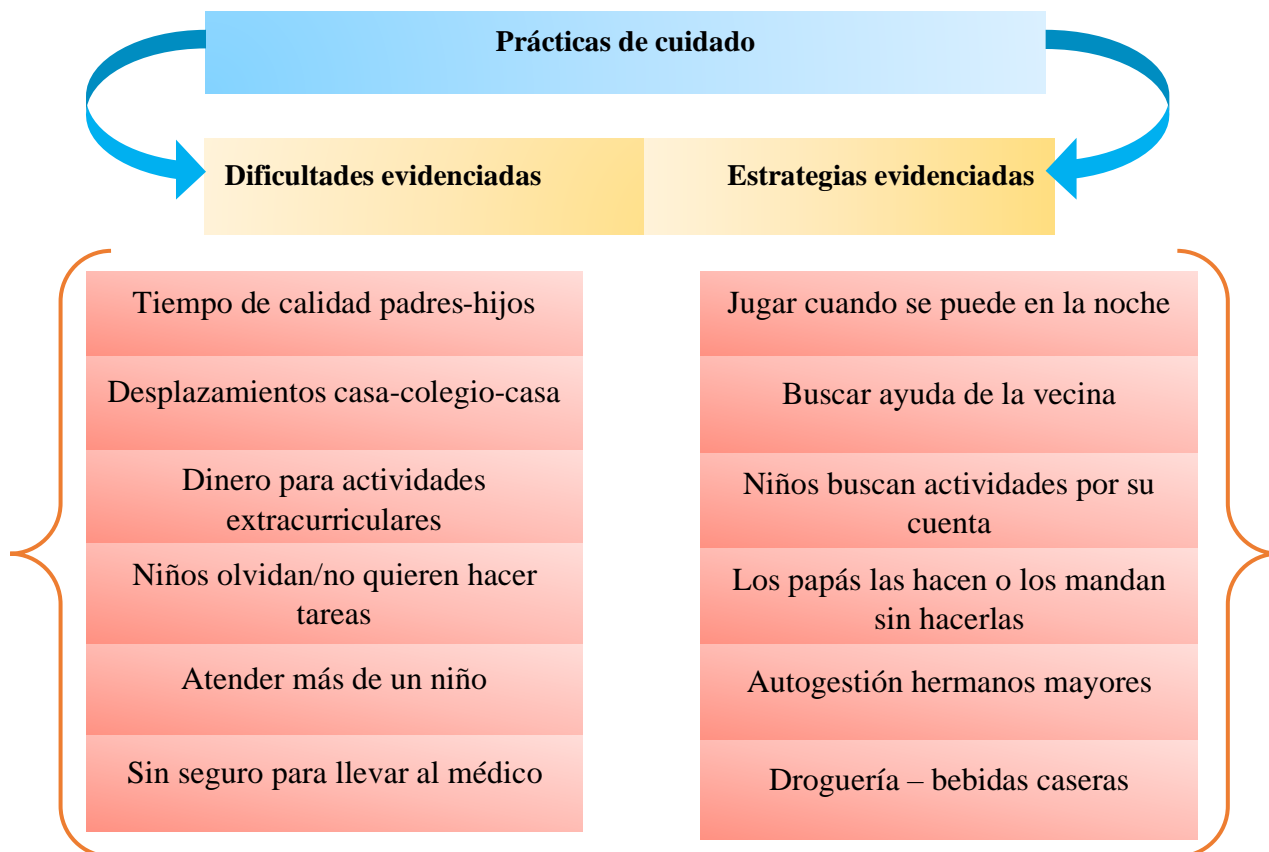 Prácticas de cuidado
Dificultades evidenciadas
Estrategias evidenciadas
Tiempo de calidad padres-hijos
Jugar cuando se puede en la noche
Desplazamientos casa-colegio-casa
Buscar ayuda de la vecina
Dinero para actividades
extracurriculares
Niños buscan actividades por su
cuenta
Niños olvidan/no quieren hacer
tareas
Los papás las hacen o los mandan
sin hacerlas
Atender más de un niño
Autogestión hermanos mayores
Sin seguro para llevar al médico
Droguería – bebidas caseras